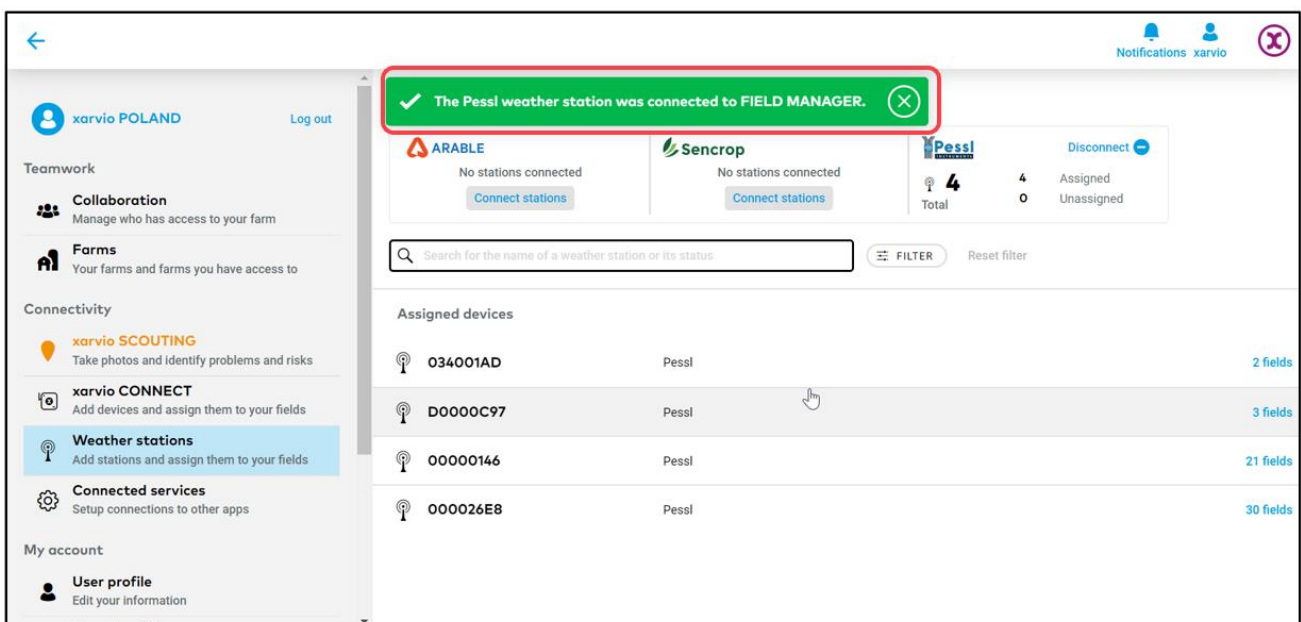 Notifications xarvio
xarvio POLAND Log out
Teamwork
Collaboration
Manage who has access to your farm
Farms
Your farms and farms you have access to
Connectivity
xarvio SCOUTING
Take photos and identify problems and risks
xarvio CONNECT
Add devices and assign them to your fields
Weather stations
Add stations and assign them to your fields
Connected services
Setup connections to other apps
My account
User profile
Edit your information
The Pessl weather station was connected to FIELD MANAGER.
ARABLE
No stations connected
Connect stations
Sencrop
No stations connected
Connect stations
Pessl
INSTRUMENTS
Disconnect
4
Total
4 Assigned
0 Unassigned
Search for the name of a weather station or its status
FILTER Reset filter
Assigned devices
034001AD Pessl 2 fields
D0000C97 Pessl 3 fields
00000146 Pessl 21 fields
000026E8 Pessl 30 fields